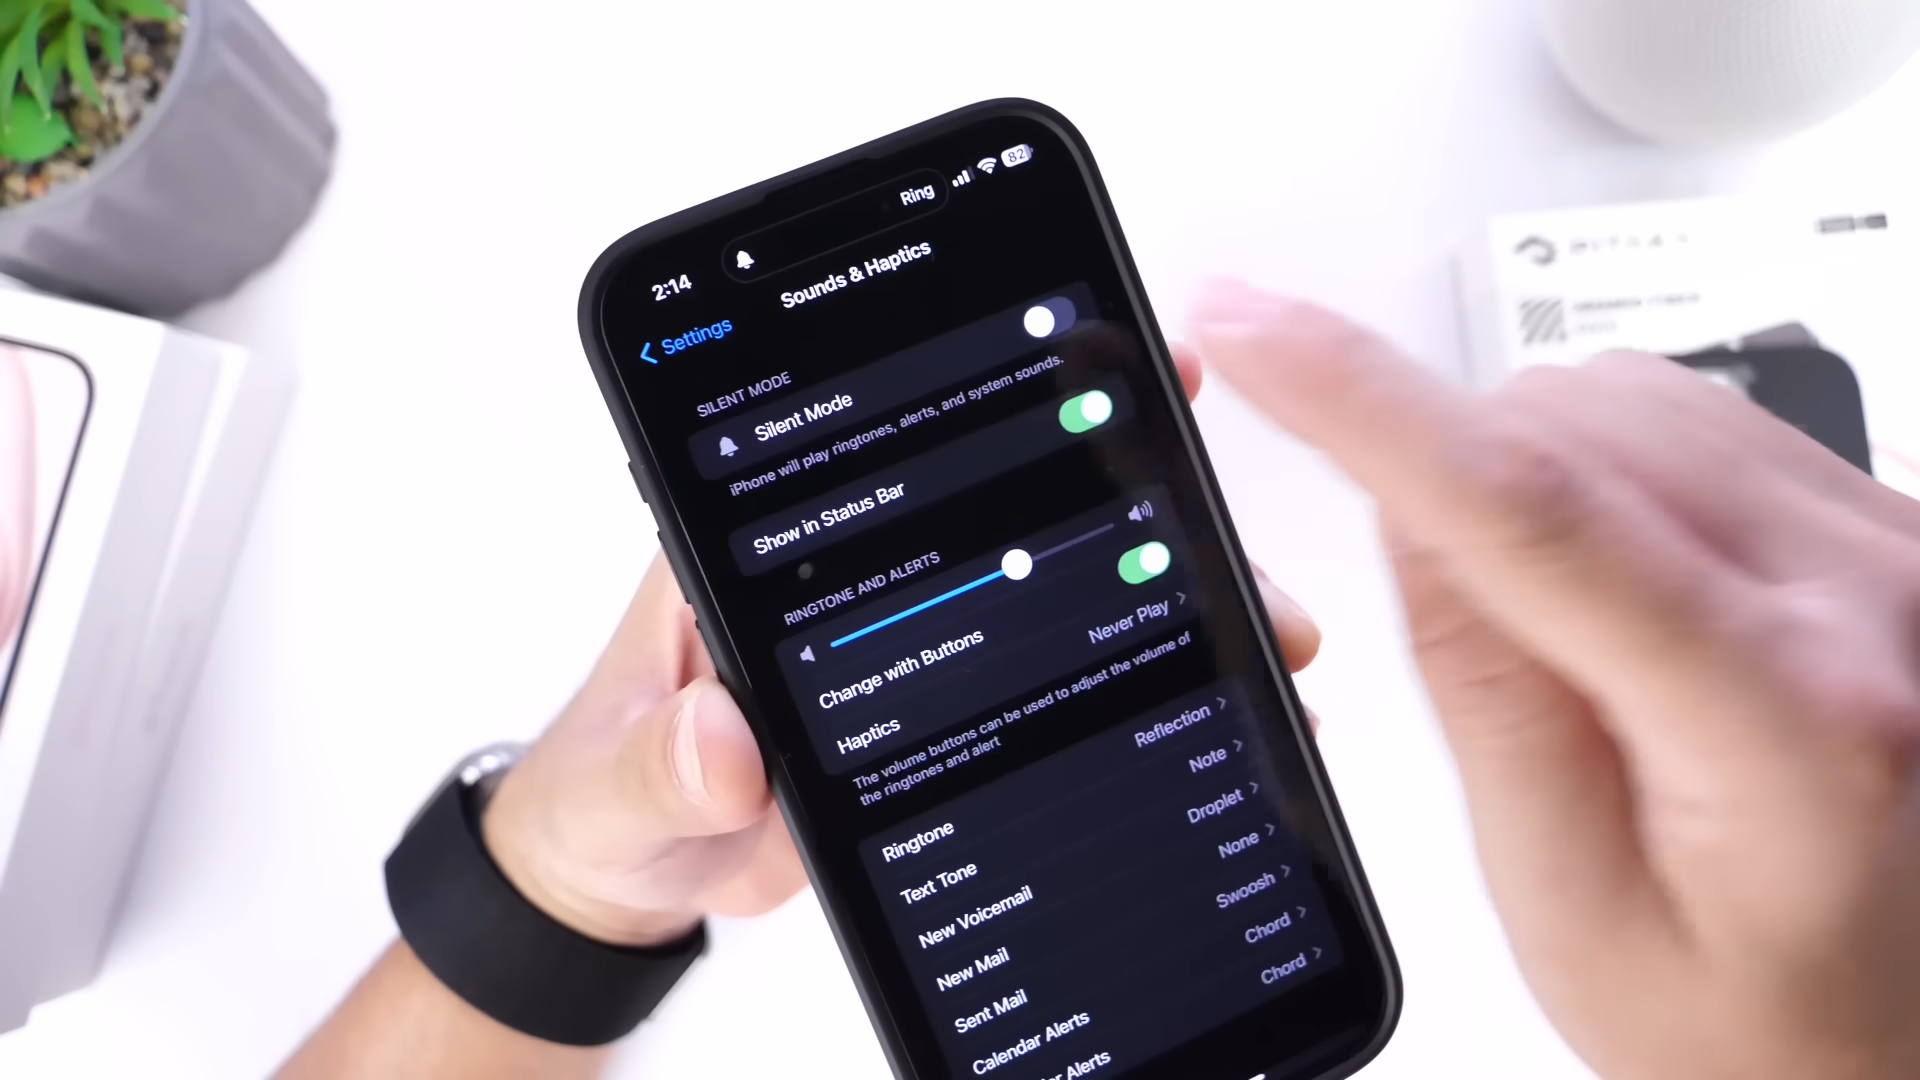 2:14
Ring
82
Settings
Sounds & Haptics
SILENT MODE
Silent Mode
iPhone will play ringtones, alerts, and system sounds.
Show in Status Bar
RINGTONE AND ALERTS
Change with Buttons
Haptics
Never Play
The volume buttons can be used to adjust the volume of
the ringtones and alert
Ringtone
Reflection
Text Tone
Note
New Voicemail
Droplet
New Mail
None
Sent Mail
Swoosh
Calendar Alerts
Chord
Alerts
Chord